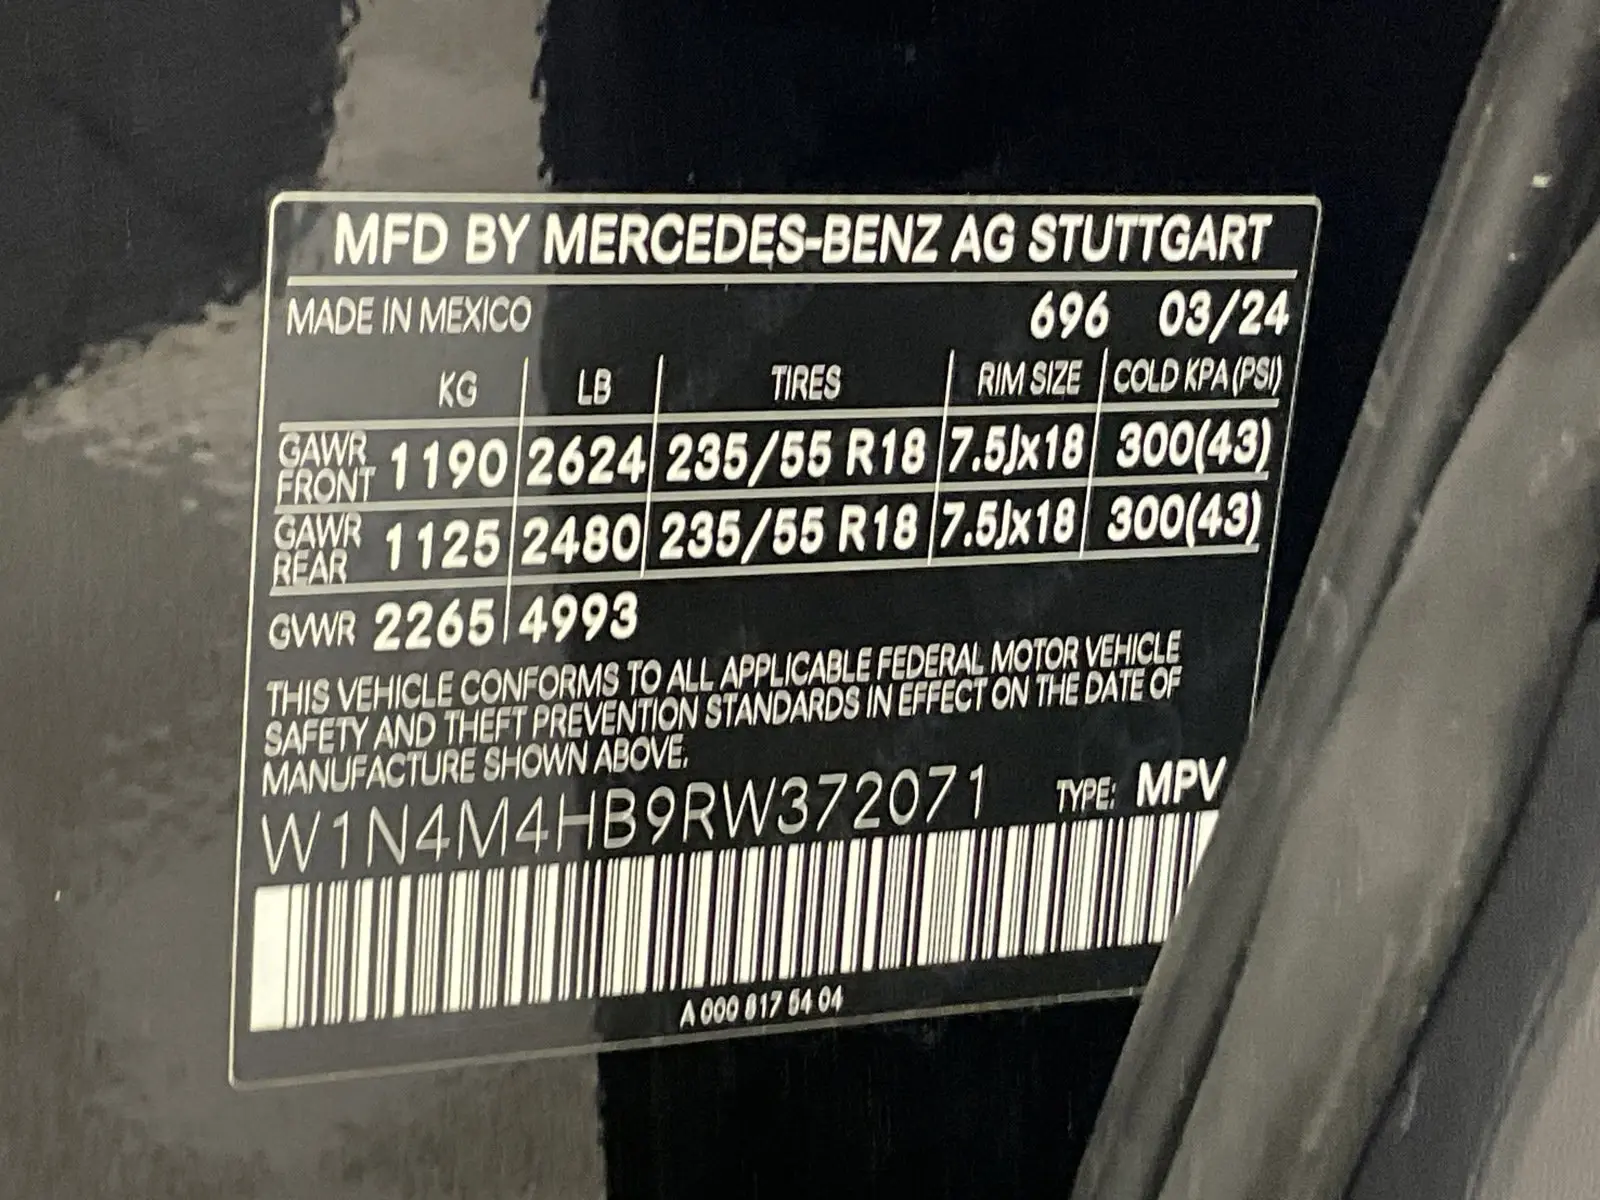 MFD BY MERCEDES-BENZ AG STUTTGART
MADE IN MEXICO 696 03/24
KG LB TIRES RIM SIZE COLD KPA (PSI)
GAWR FRONT 1190 2624 235/55 R18 7.5Jx18 300(43)
GAWR REAR 1125 2480 235/55 R18 7.5Jx18 300(43)
GVWR 2265 4993
THIS VEHICLE CONFORMS TO ALL APPLICABLE FEDERAL MOTOR VEHICLE
SAFETY AND THEFT PREVENTION STANDARDS IN EFFECT ON THE DATE OF
MANUFACTURE SHOWN ABOVE.
W1N4M4HB9RW372071 TYPE: MPV
A 000 817 54 04